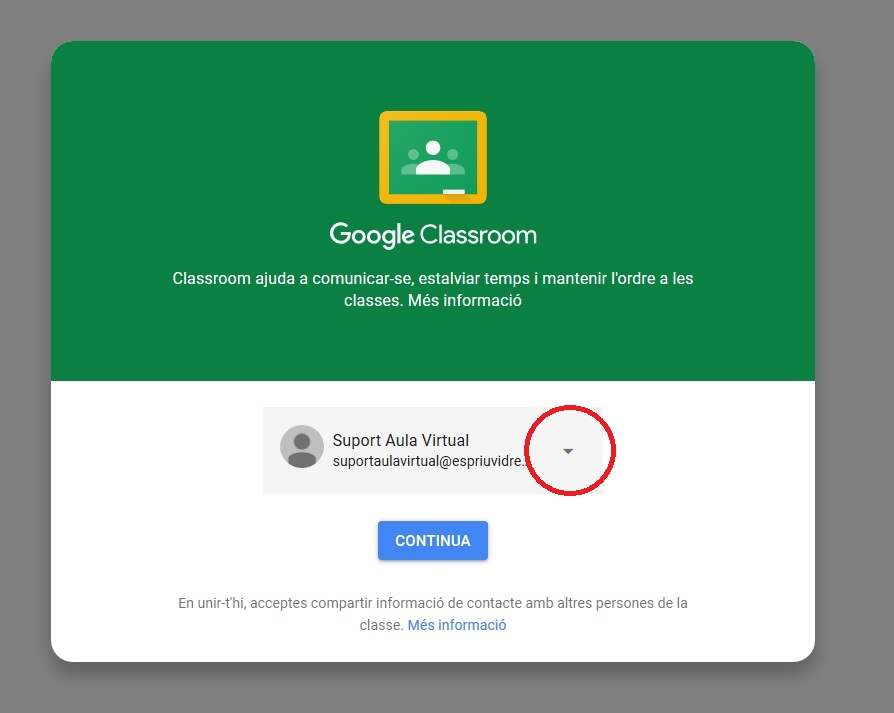 Google Classroom
Classroom ajuda a comunicar-se, estalviar temps i mantenir l'ordre a les
classes. Més informació
Suport Aula Virtual
suportaulavirtual@espriuvidre...
CONTINUA
En unir-t'hi, acceptes compartir informació de contacte amb altres persones de la
classe. Més informació